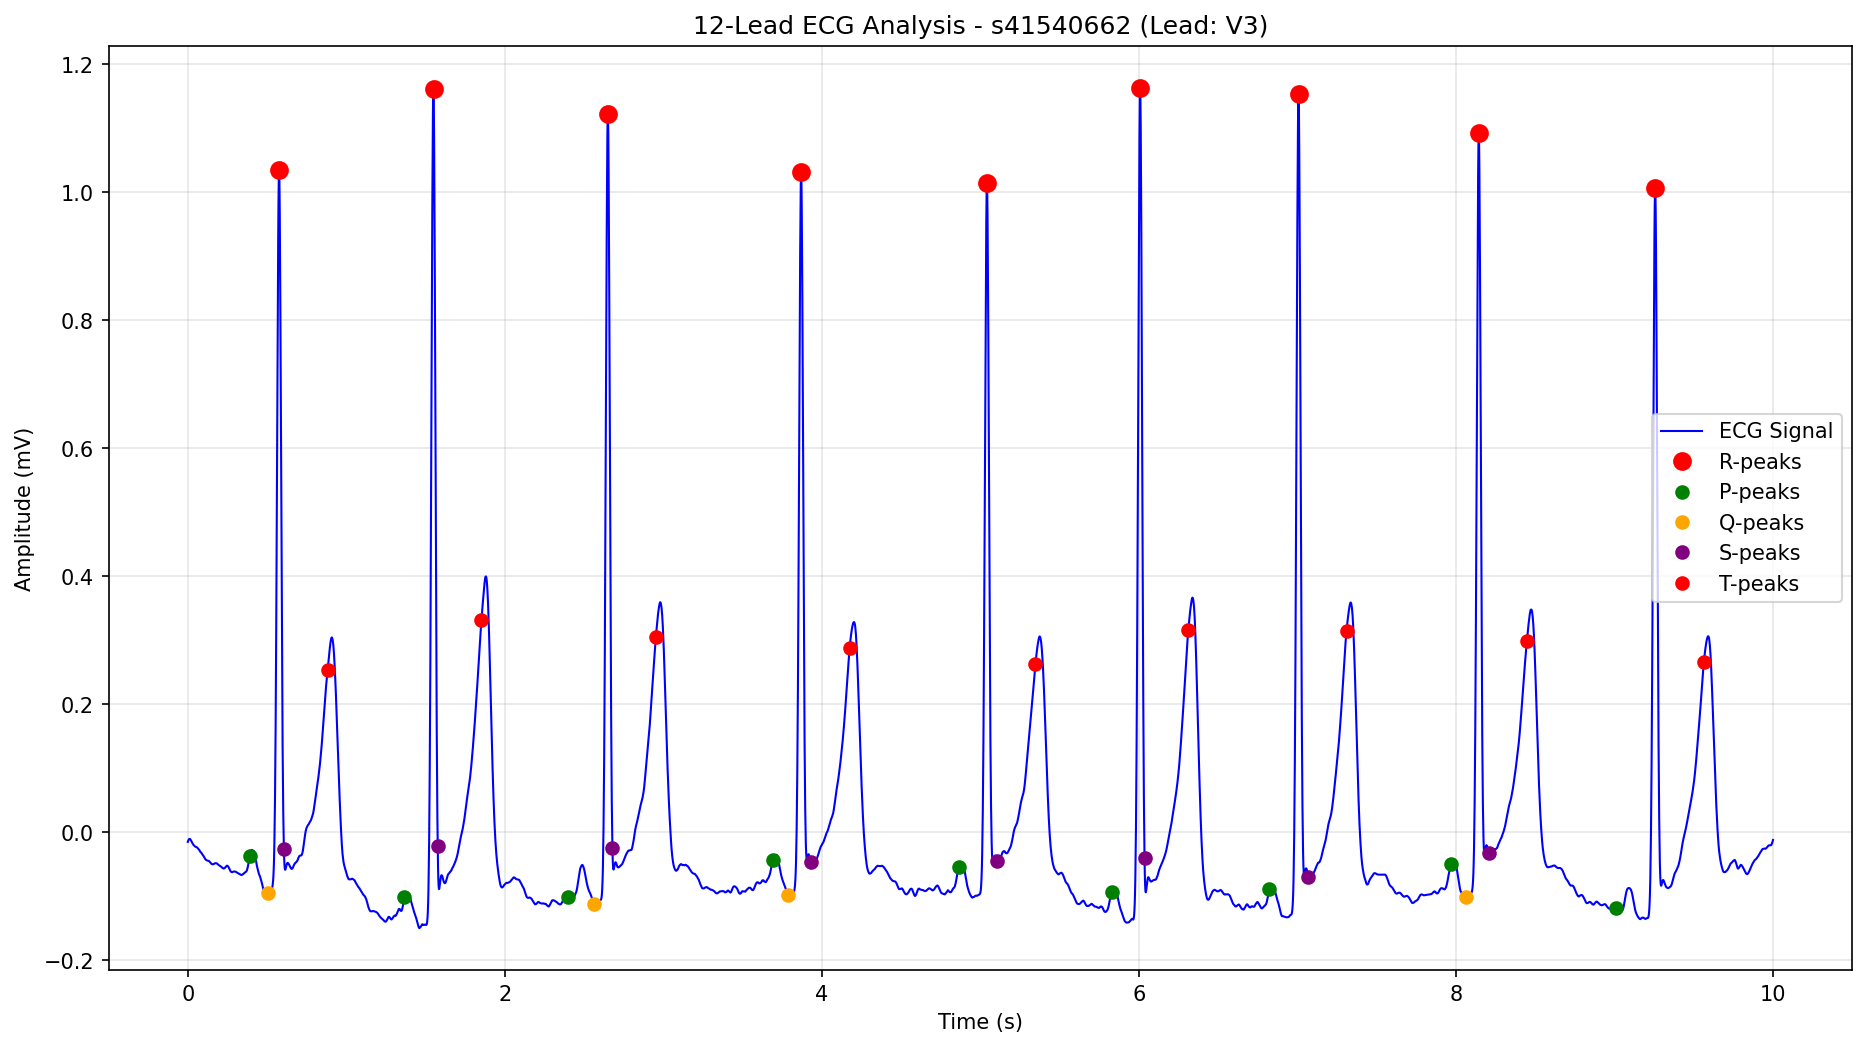 12-Lead ECG Analysis - s41540662 (Lead: V3)
1.2
1.0
0.8
0.6
0.4
0.2
0.0
−0.2
Amplitude (mV)
ECG Signal
R-peaks
P-peaks
Q-peaks
S-peaks
T-peaks
0 2 4 6 8 10
Time (s)